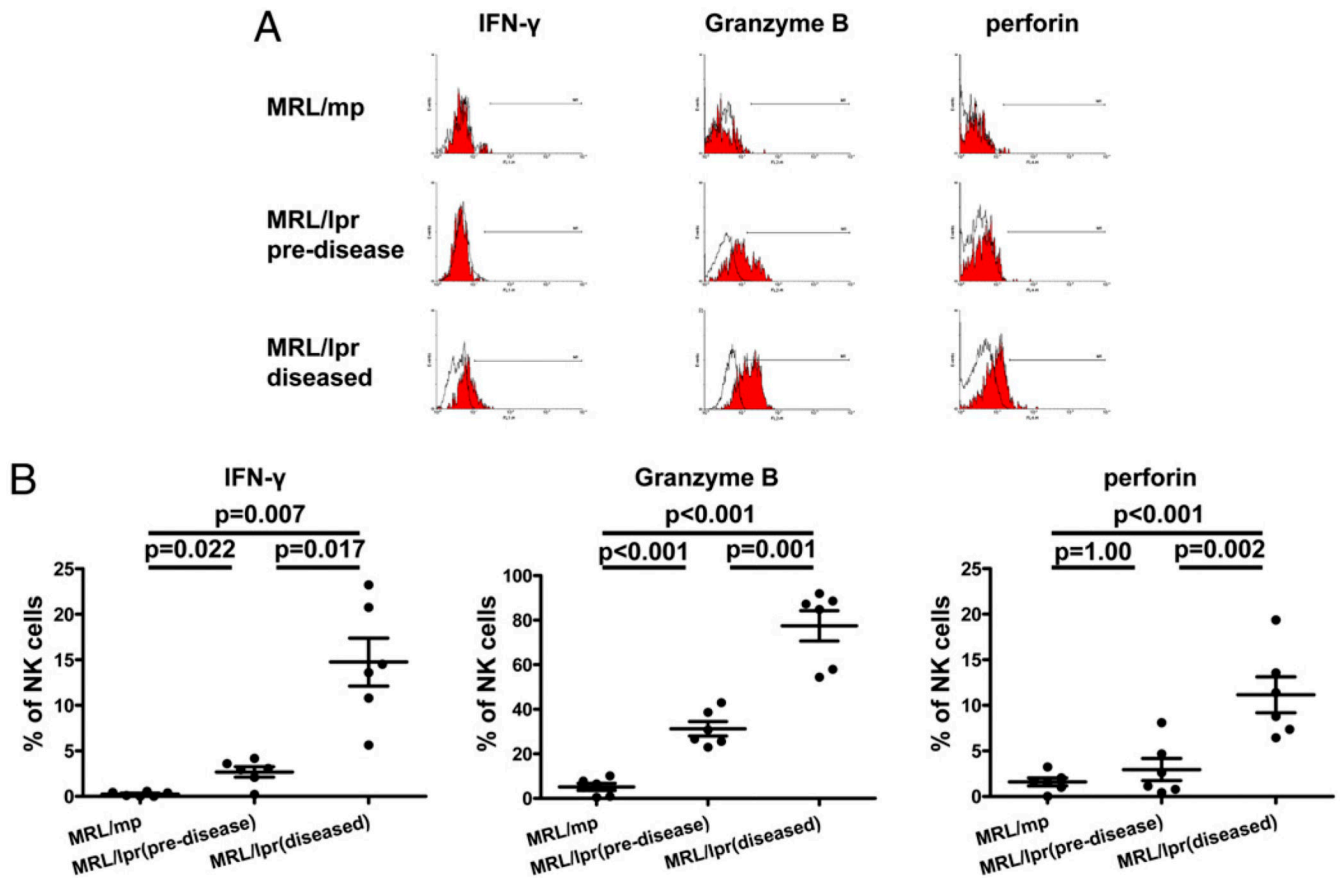 A
IFN-γ Granzyme B perforin
MRL/mp
MRL/lpr
pre-disease
MRL/lpr
diseased
B
IFN-γ
p=0.007
p=0.022 p=0.017
% of NK cells
25
20
15
10
5
0
MRL/mp
MRL/lpr(pre-disease)
MRL/lpr(diseased)
Granzyme B
p<0.001
p<0.001 p=0.001
% of NK cells
100
80
60
40
20
0
MRL/mp
MRL/lpr(pre-disease)
MRL/lpr(diseased)
perforin
p<0.001
p=1.00 p=0.002
% of NK cells
25
20
15
10
5
0
MRL/mp
MRL/lpr(pre-disease)
MRL/lpr(diseased)